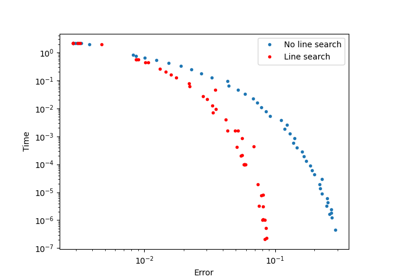 No line search
Line search
Time
10⁰
10⁻¹
10⁻²
10⁻³
10⁻⁴
10⁻⁵
10⁻⁶
10⁻⁷
10⁻² 10⁻¹
Error